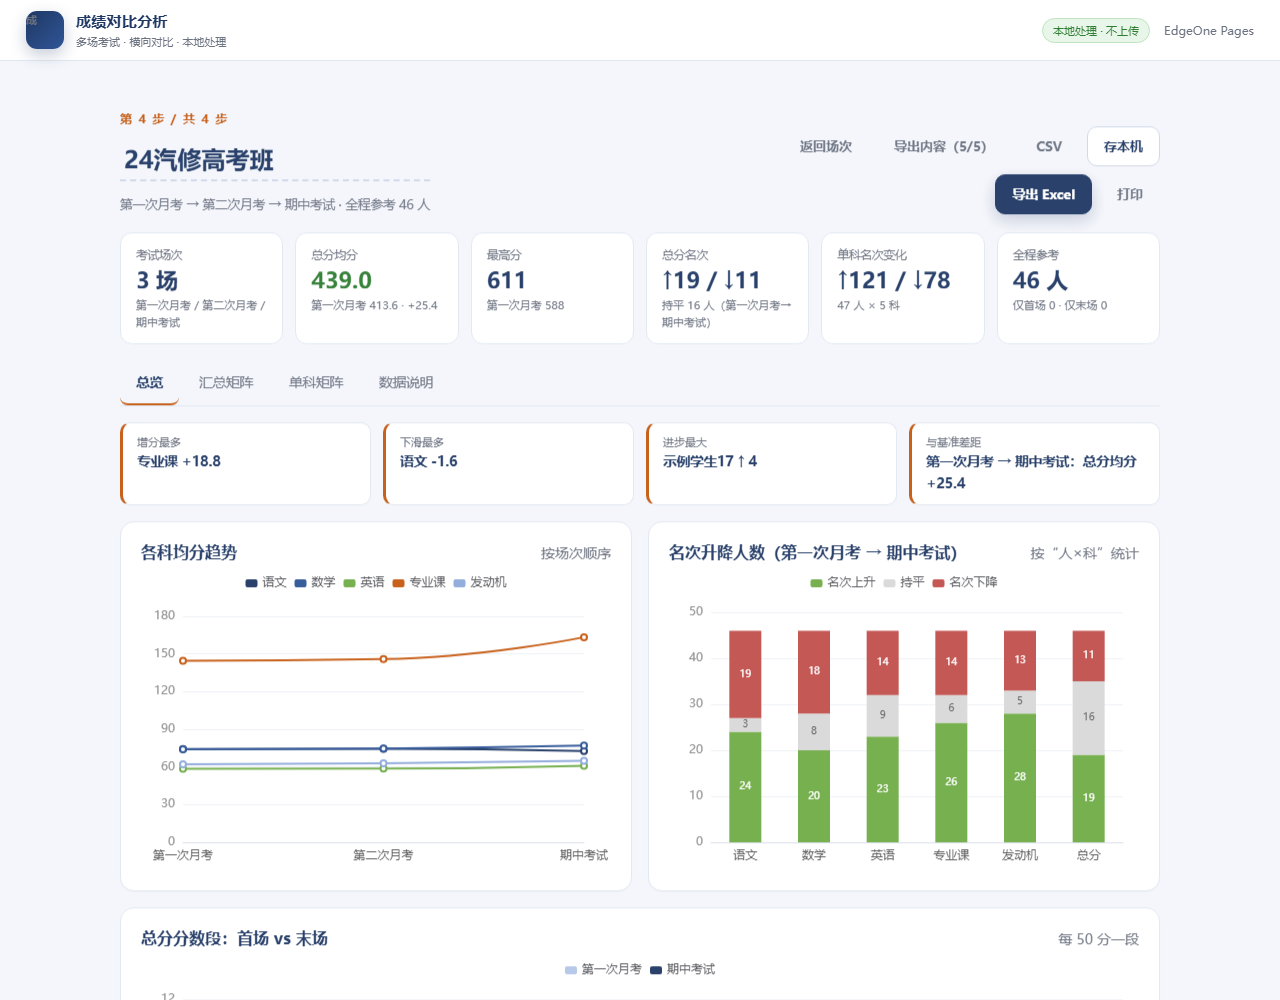 成
成绩对比分析
多场考试 · 横向对比 · 本地处理
本地处理 · 不上传
EdgeOne Pages
第 4 步 / 共 4 步
24汽修高考班
第一次月考 → 第二次月考 → 期中考试 · 全程参考 46 人
返回场次
导出内容（5/5）
CSV
存本机
导出 Excel
打印
考试场次
3 场
第一次月考 / 第二次月考 /
期中考试
总分均分
439.0
第一次月考 413.6 · +25.4
最高分
611
第一次月考 588
总分名次
↑19 / ↓11
持平 16 人（第一次月考→
期中考试）
单科名次变化
↑121 / ↓78
47 人 × 5 科
全程参考
46 人
仅首场 0 · 仅末场 0
总览
汇总矩阵
单科矩阵
数据说明
增分最多
专业课 +18.8
下滑最多
语文 -1.6
进步最大
示例学生17 ↑ 4
与基准差距
第一次月考 → 期中考试：总分均分
+25.4
各科均分趋势
按场次顺序
语文 数学 英语 专业课 发动机
180
150
120
90
60
30
0
第一次月考 第二次月考 期中考试
名次升降人数（第一次月考 → 期中考试）
按“人×科”统计
名次上升 持平 名次下降
50
40
30
20
10
0
19 18 14 14 13 11
3 8 9 6 5 16
24 20 23 26 28 19
语文 数学 英语 专业课 发动机 总分
总分分数段：首场 vs 末场
每 50 分一段
第一次月考 期中考试
12